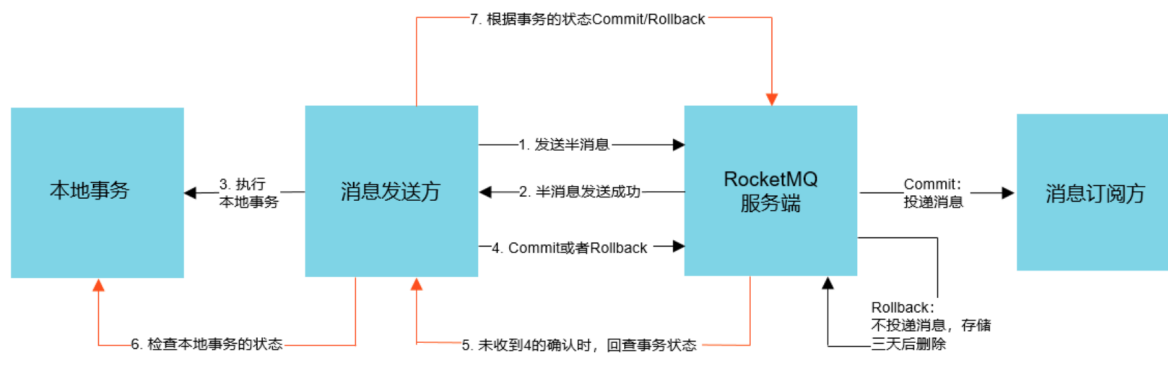 7. 根据事务的状态Commit/Rollback
本地事务
3. 执行
本地事务
消息发送方
1. 发送半消息
2. 半消息发送成功
4. Commit或者Rollback
RocketMQ
服务端
Commit：
投递消息
消息订阅方
Rollback：
不投递消息，存储
三天后删除
6. 检查本地事务的状态
5. 未收到4的确认时，回查事务状态